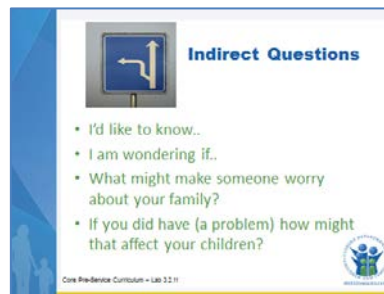 Indirect Questions
• I'd like to know..
• I am wondering if..
• What might make someone worry
about your family?
• If you did have (a problem) how might
that affect your children?
Core Pre-Service Curriculum – Lab 3.2.11